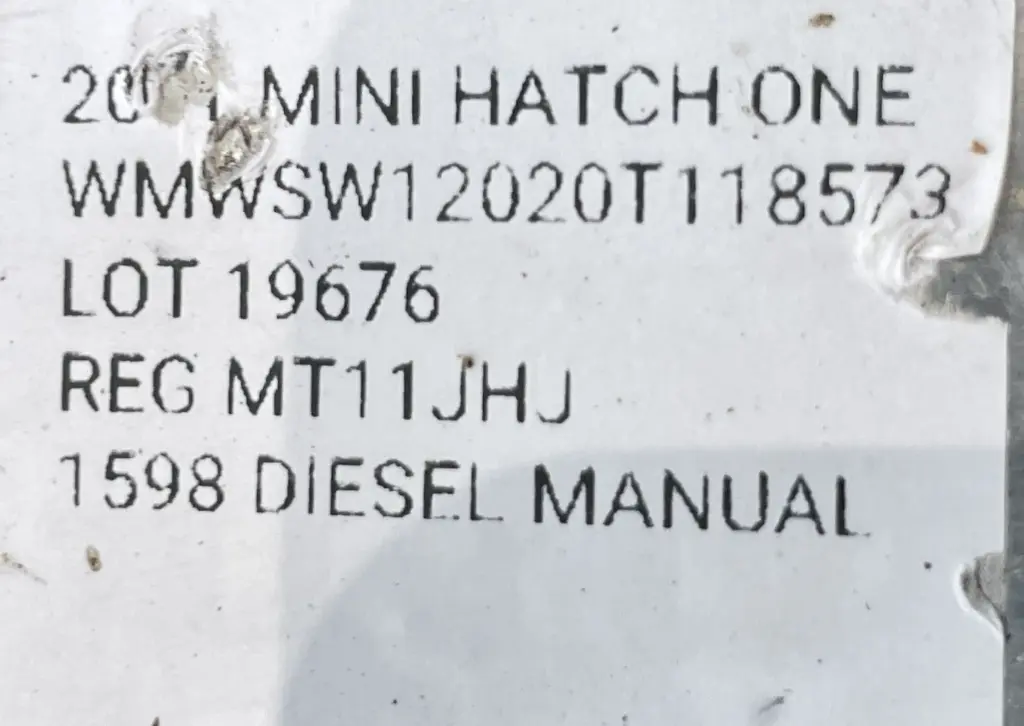 MINI HATCH ONE
WMWSW12020T118573
LOT 19676
REG MT11JHJ
1598 DIESEL MANUAL